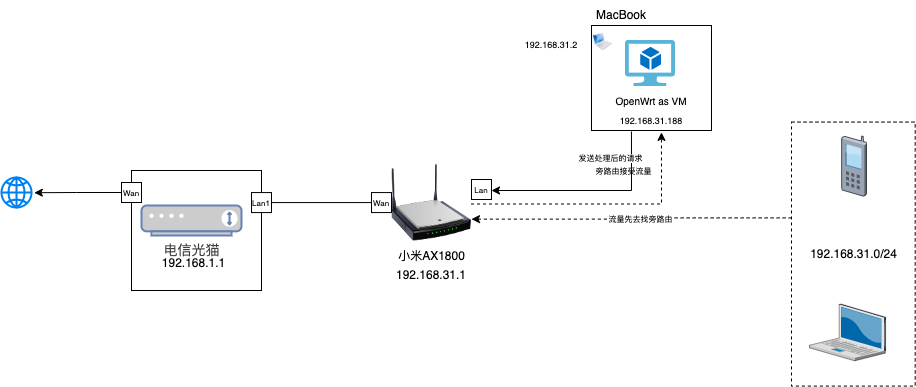 MacBook
192.168.31.2
OpenWrt as VM
192.168.31.188
发送处理后的请求
旁路由接受流量
Wan
Lan1
Wan
Lan
流量先去找旁路由
电信光猫
192.168.1.1
小米AX1800
192.168.31.1
192.168.31.0/24